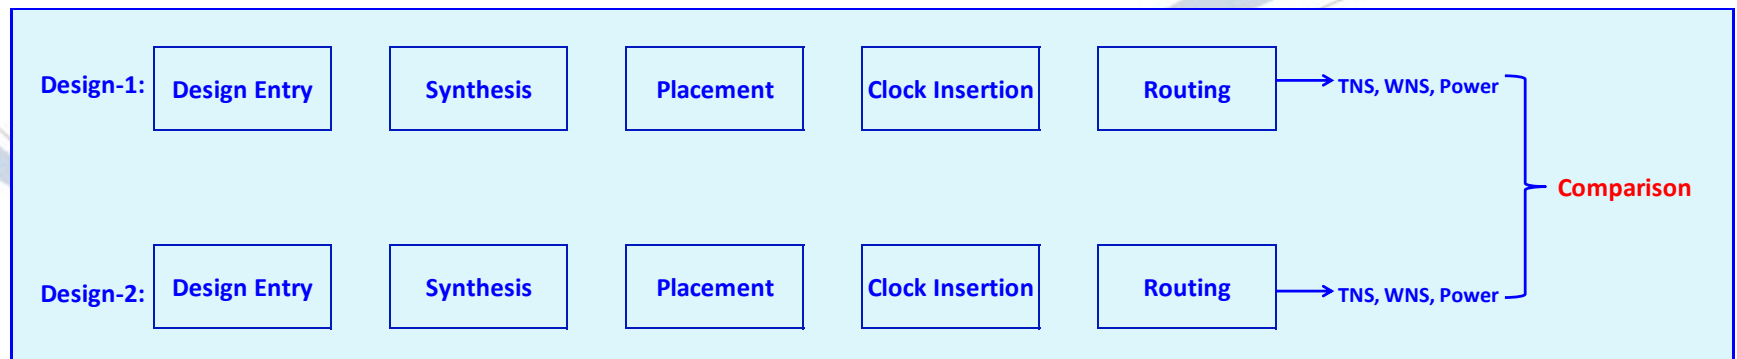 Design-1: Design Entry Synthesis Placement Clock Insertion Routing TNS, WNS, Power
Comparison
Design-2: Design Entry Synthesis Placement Clock Insertion Routing TNS, WNS, Power